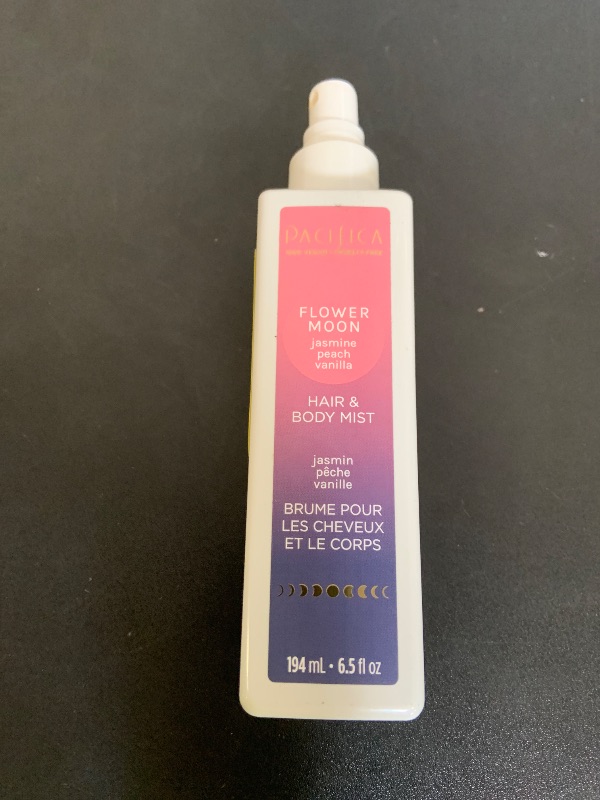 PACIFICA
FLOWER
MOON
jasmine
peach
vanilla
HAIR &
BODY MIST
jasmin
pêche
vanille
BRUME POUR
LES CHEVEUX
ET LE CORPS
194 mL • 6.5 fl oz